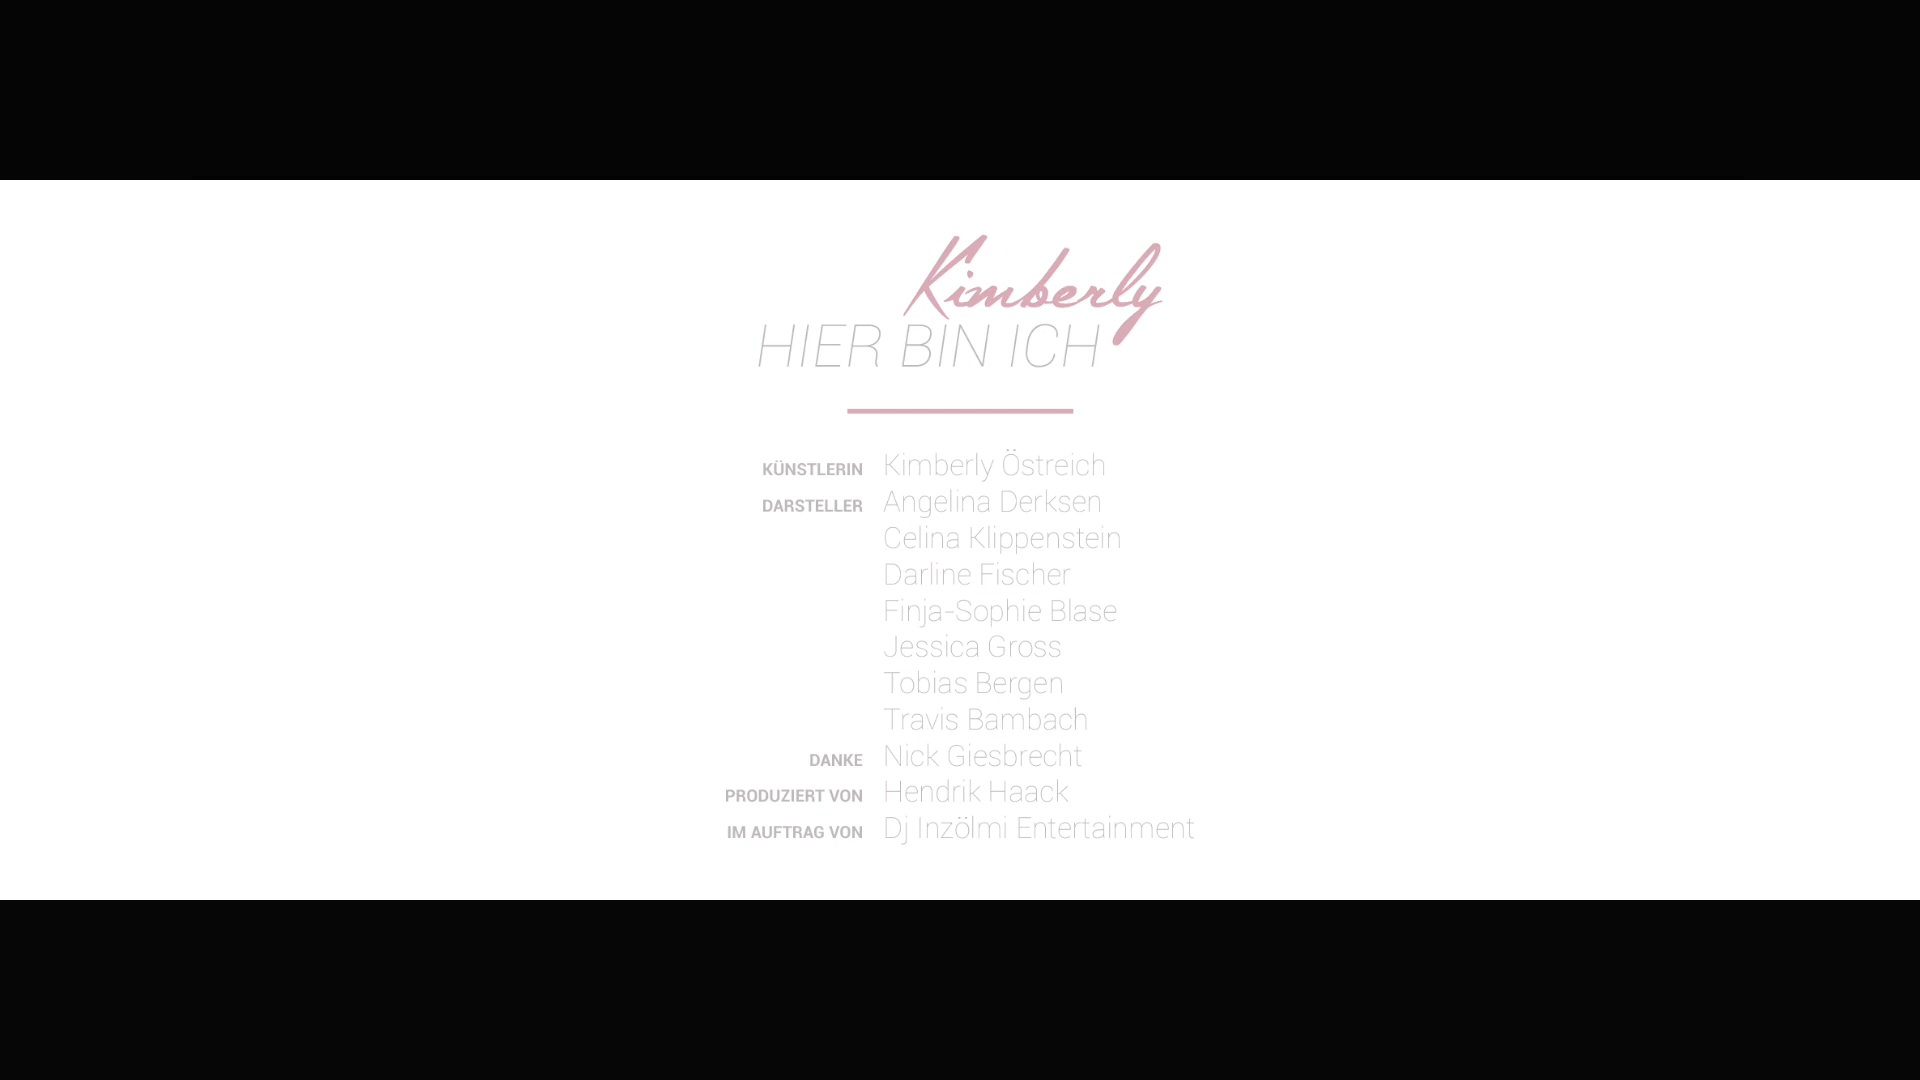 Kimberly
HIER BIN ICH
KÜNSTLERIN Kimberly Östreich
DARSTELLER Angelina Derksen
Celina Klippenstein
Darline Fischer
Finja-Sophie Blase
Jessica Gross
Tobias Bergen
Travis Bambach
DANKE Nick Giesbrecht
PRODUZIERT VON Hendrik Haack
IM AUFTRAG VON Dj Inzölmi Entertainment